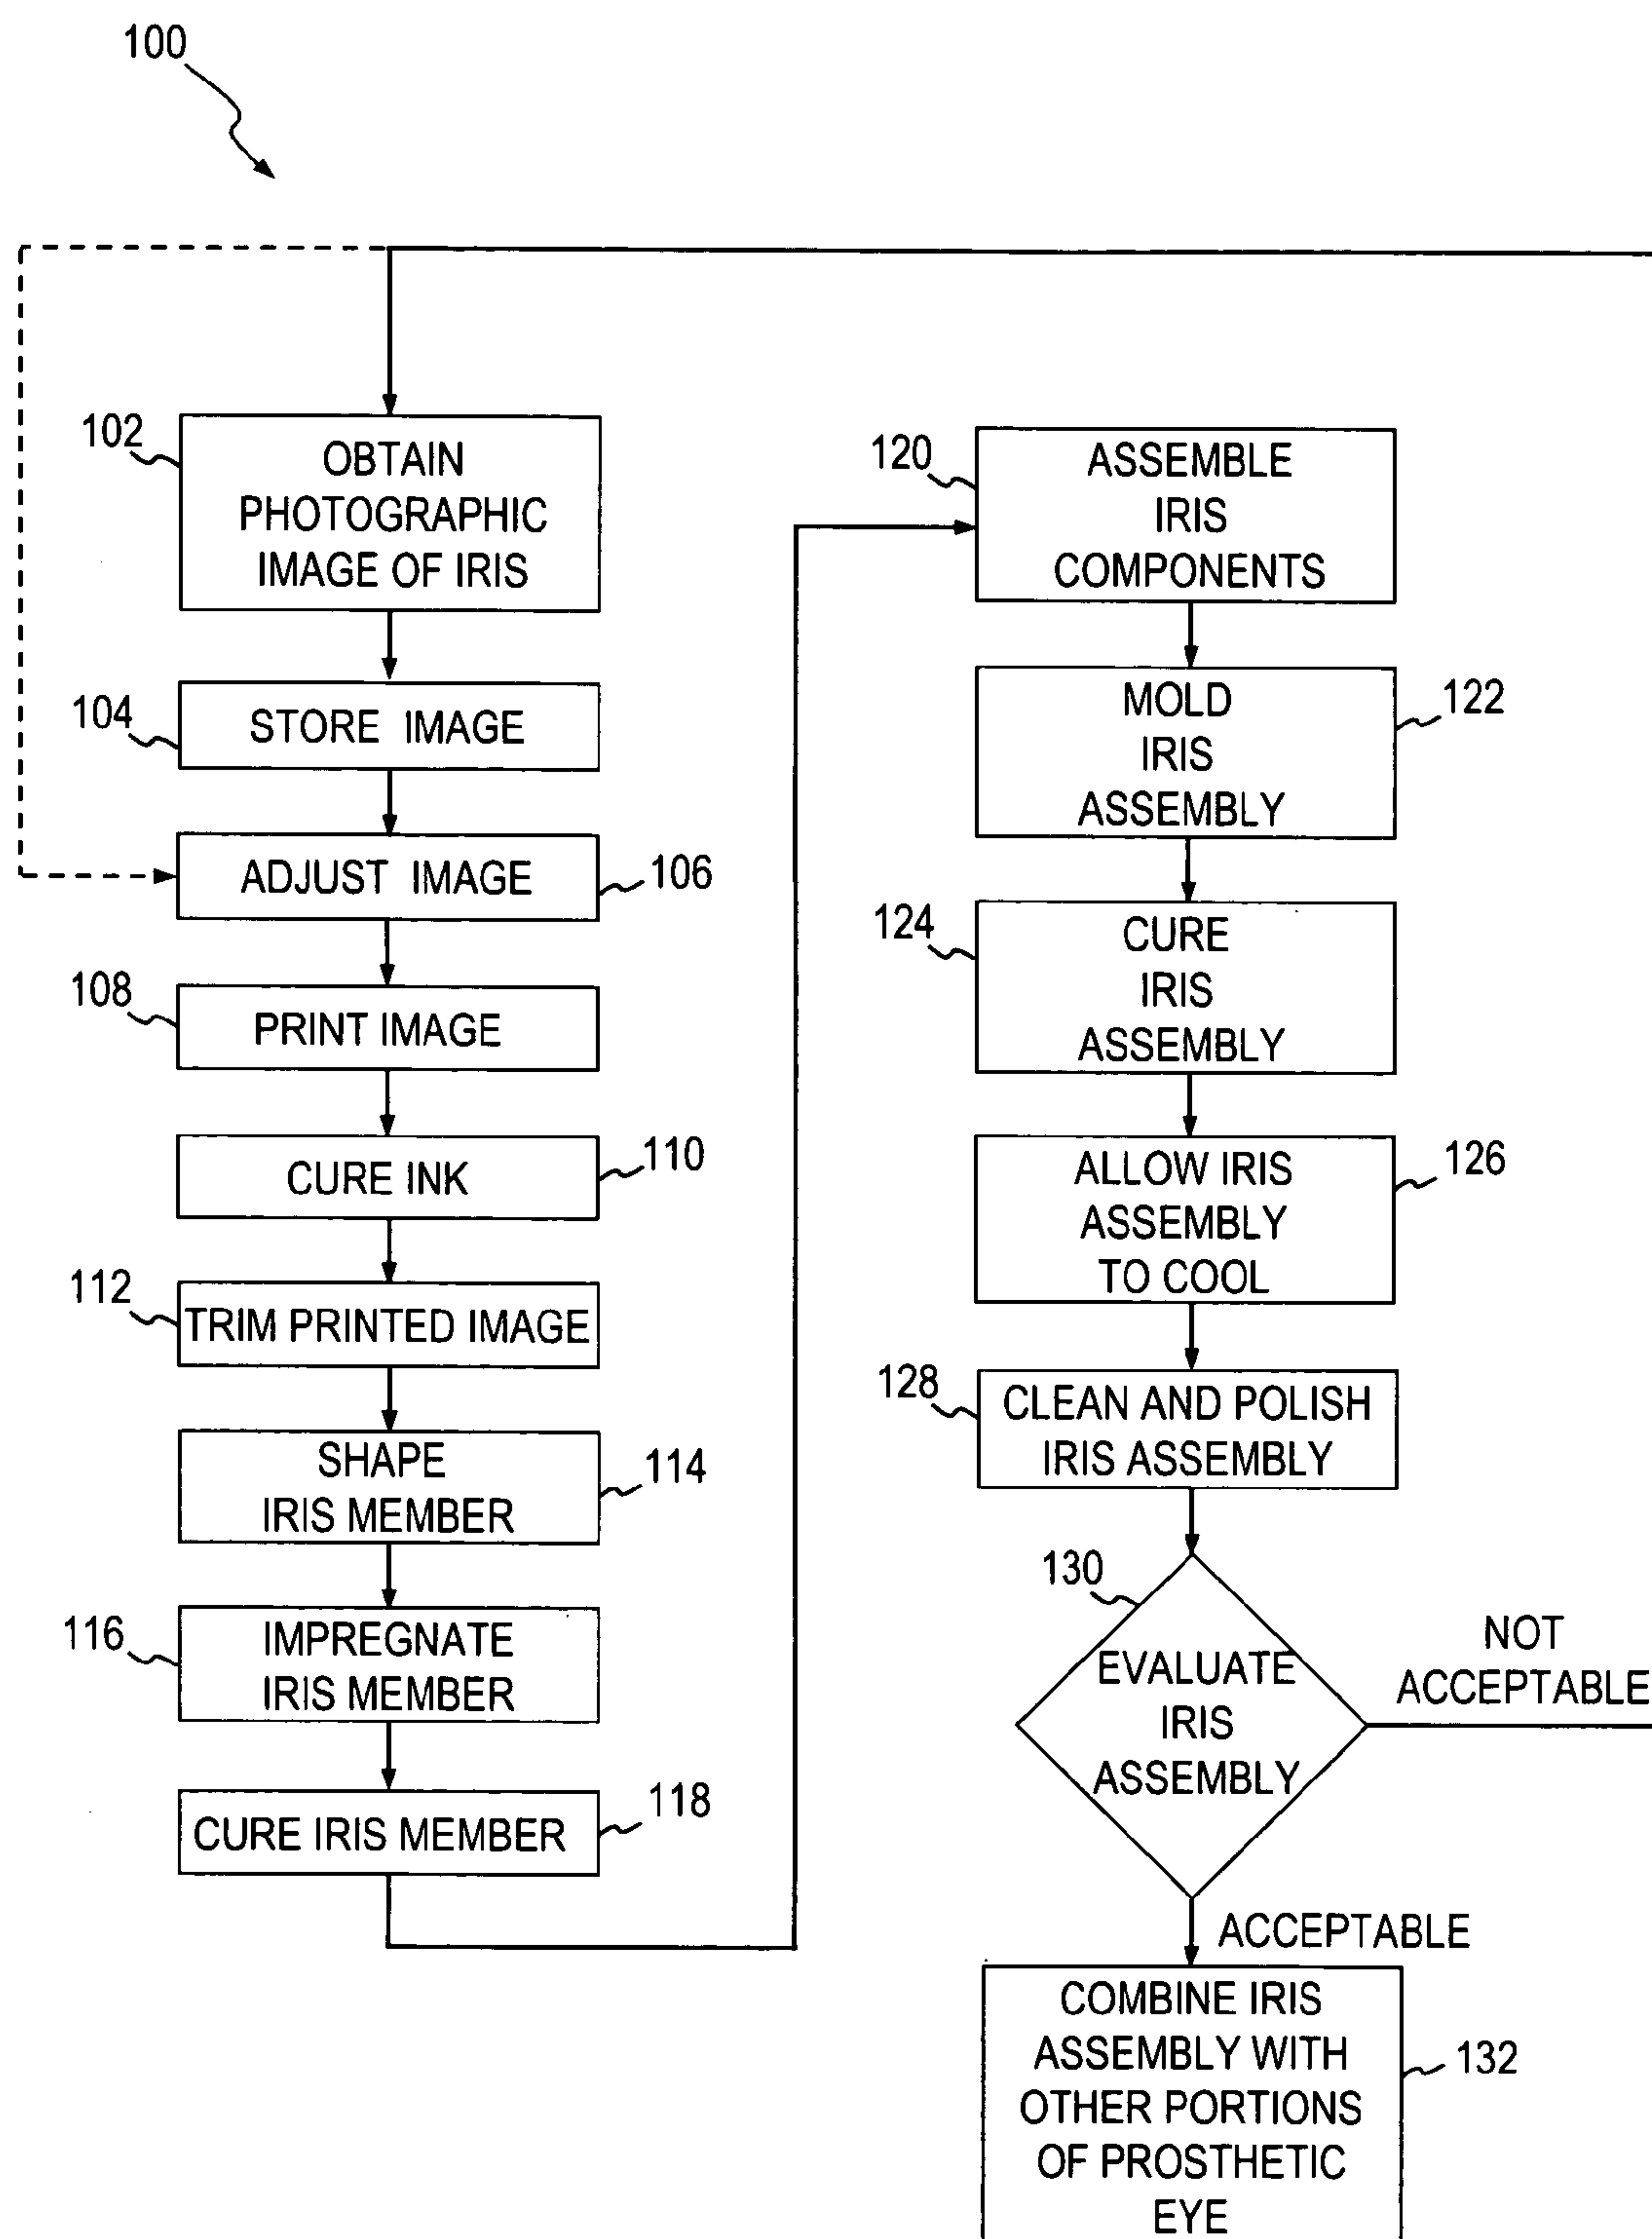 100
102
OBTAIN
PHOTOGRAPHIC
IMAGE OF IRIS
104
STORE IMAGE
ADJUST IMAGE
106
108
PRINT IMAGE
CURE INK
110
112
TRIM PRINTED IMAGE
SHAPE
IRIS MEMBER
114
116
IMPREGNATE
IRIS MEMBER
CURE IRIS MEMBER
118
120
ASSEMBLE
IRIS
COMPONENTS
MOLD
IRIS
ASSEMBLY
122
124
CURE
IRIS
ASSEMBLY
ALLOW IRIS
ASSEMBLY
TO COOL
126
128
CLEAN AND POLISH
IRIS ASSEMBLY
130
EVALUATE
IRIS
ASSEMBLY
NOT
ACCEPTABLE
ACCEPTABLE
COMBINE IRIS
ASSEMBLY WITH
OTHER PORTIONS
OF PROSTHETIC
EYE
132